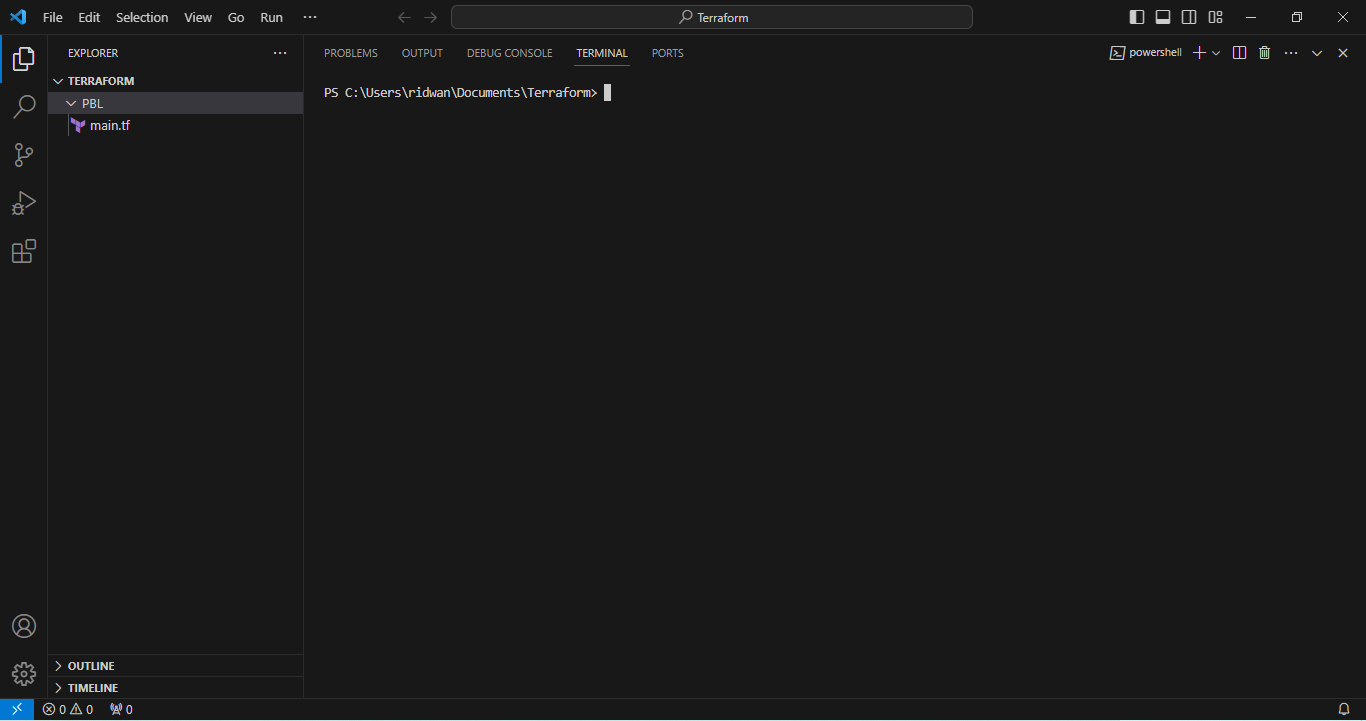 File Edit Selection View Go Run ···
Terraform
EXPLORER ···
TERRAFORM
PBL
main.tf
OUTLINE
TIMELINE
PROBLEMS OUTPUT DEBUG CONSOLE TERMINAL PORTS
powershell
PS C:\Users\ridwan\Documents\Terraform>
0 0 0